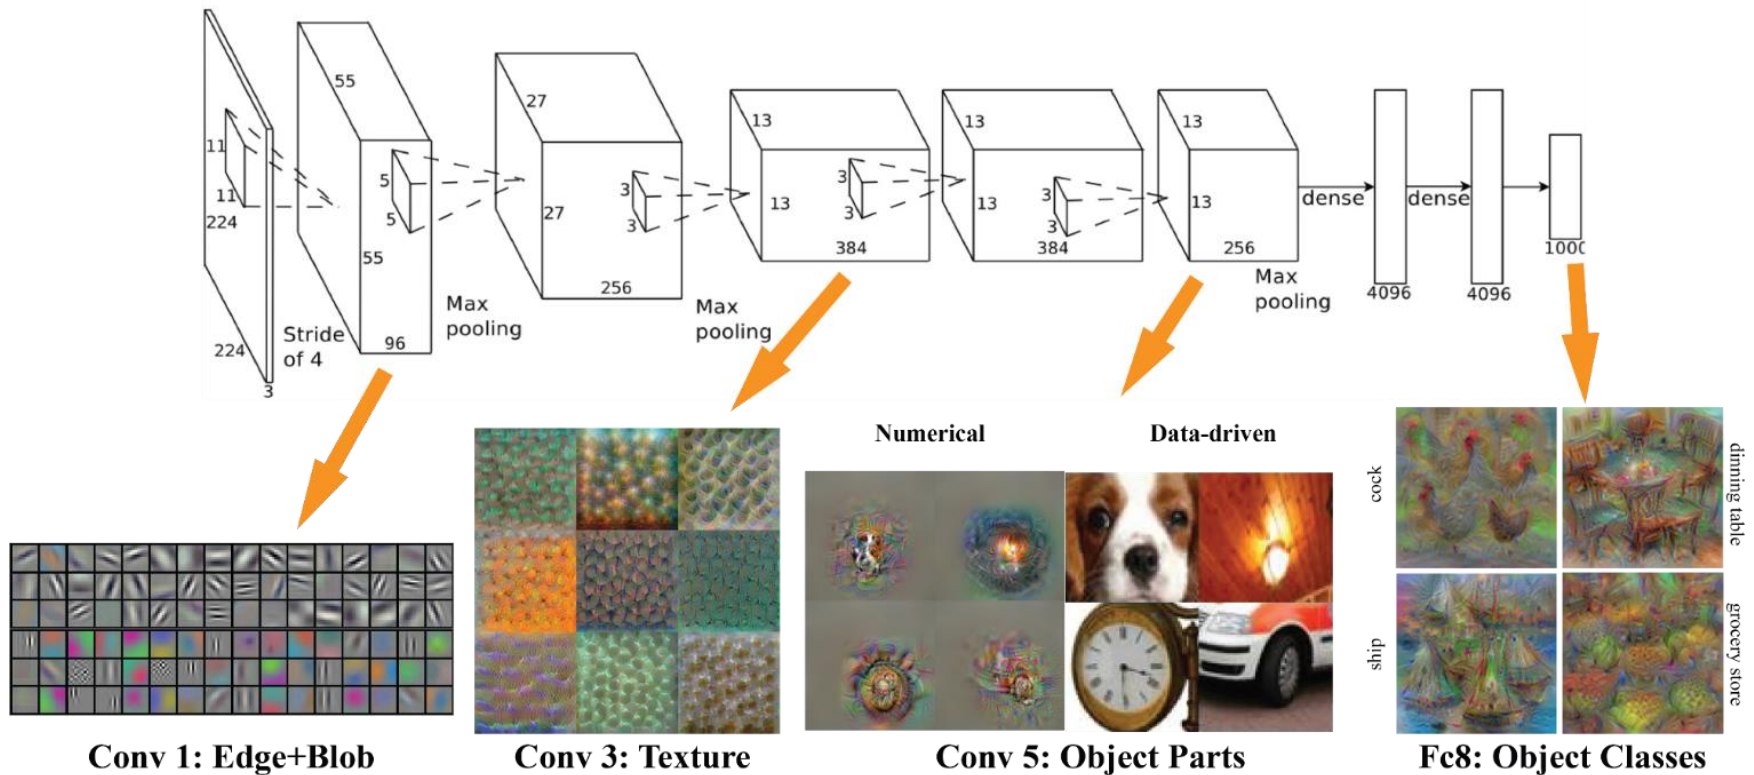 55
27
13
13
13
11
5
3
3
3
11
5
3
3
3
224
55
27
13
13
13
dense
dense
384
384
256
1000
256
4096
4096
224
3
Stride
of 4
96
Max
pooling
Max
pooling
Max
pooling
Numerical
Data-driven
cock
dinning table
ship
grocery store
Conv 1: Edge+Blob
Conv 3: Texture
Conv 5: Object Parts
Fc8: Object Classes